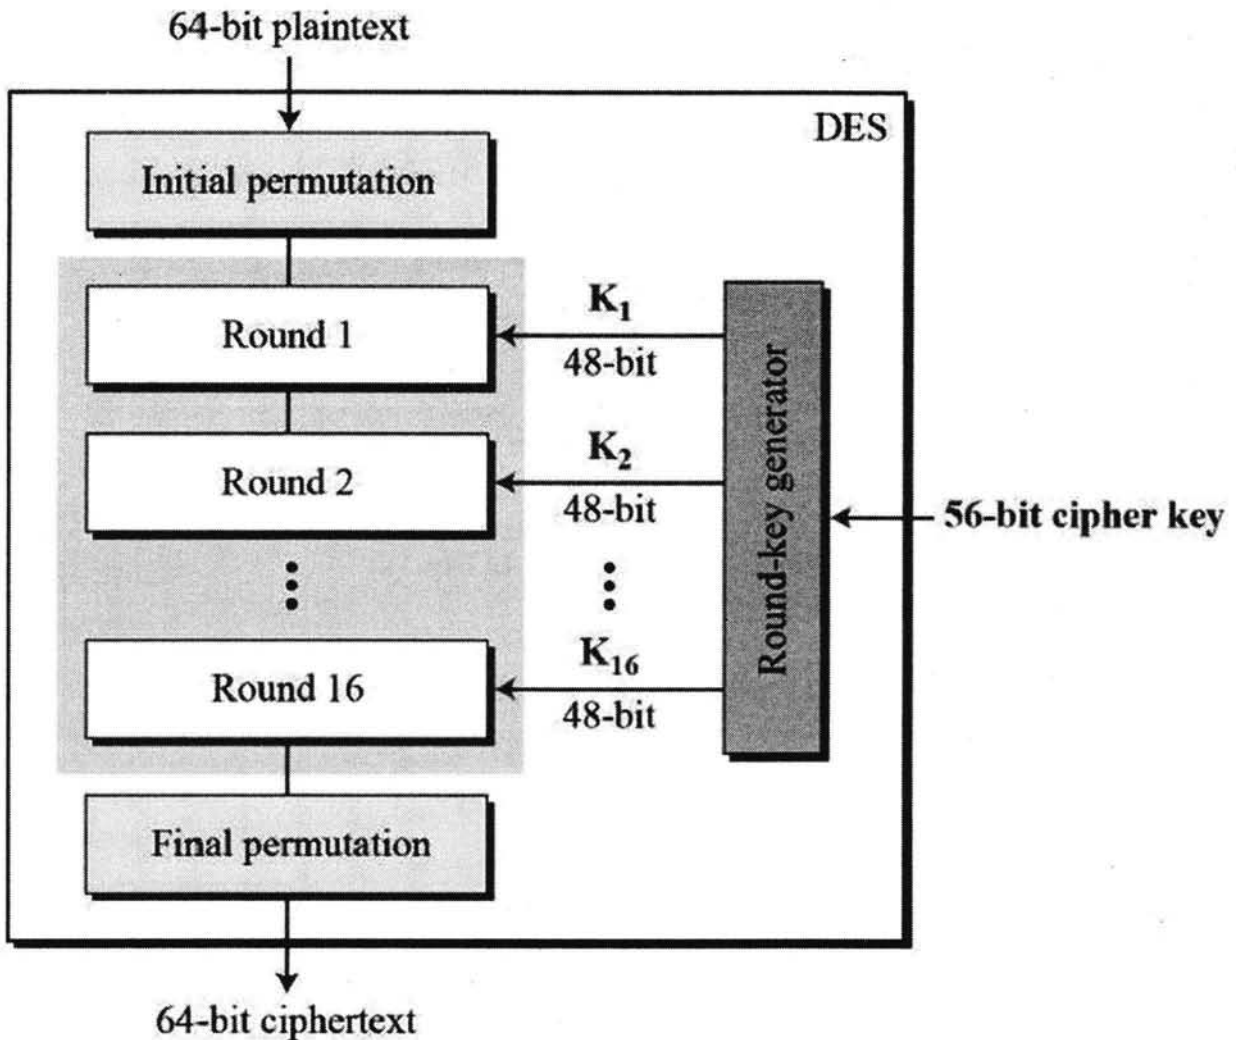 64-bit plaintext
DES
Initial permutation
Round 1
K₁
48-bit
Round 2
K₂
48-bit
Round-key generator
56-bit cipher key
Round 16
K₁₆
48-bit
Final permutation
64-bit ciphertext